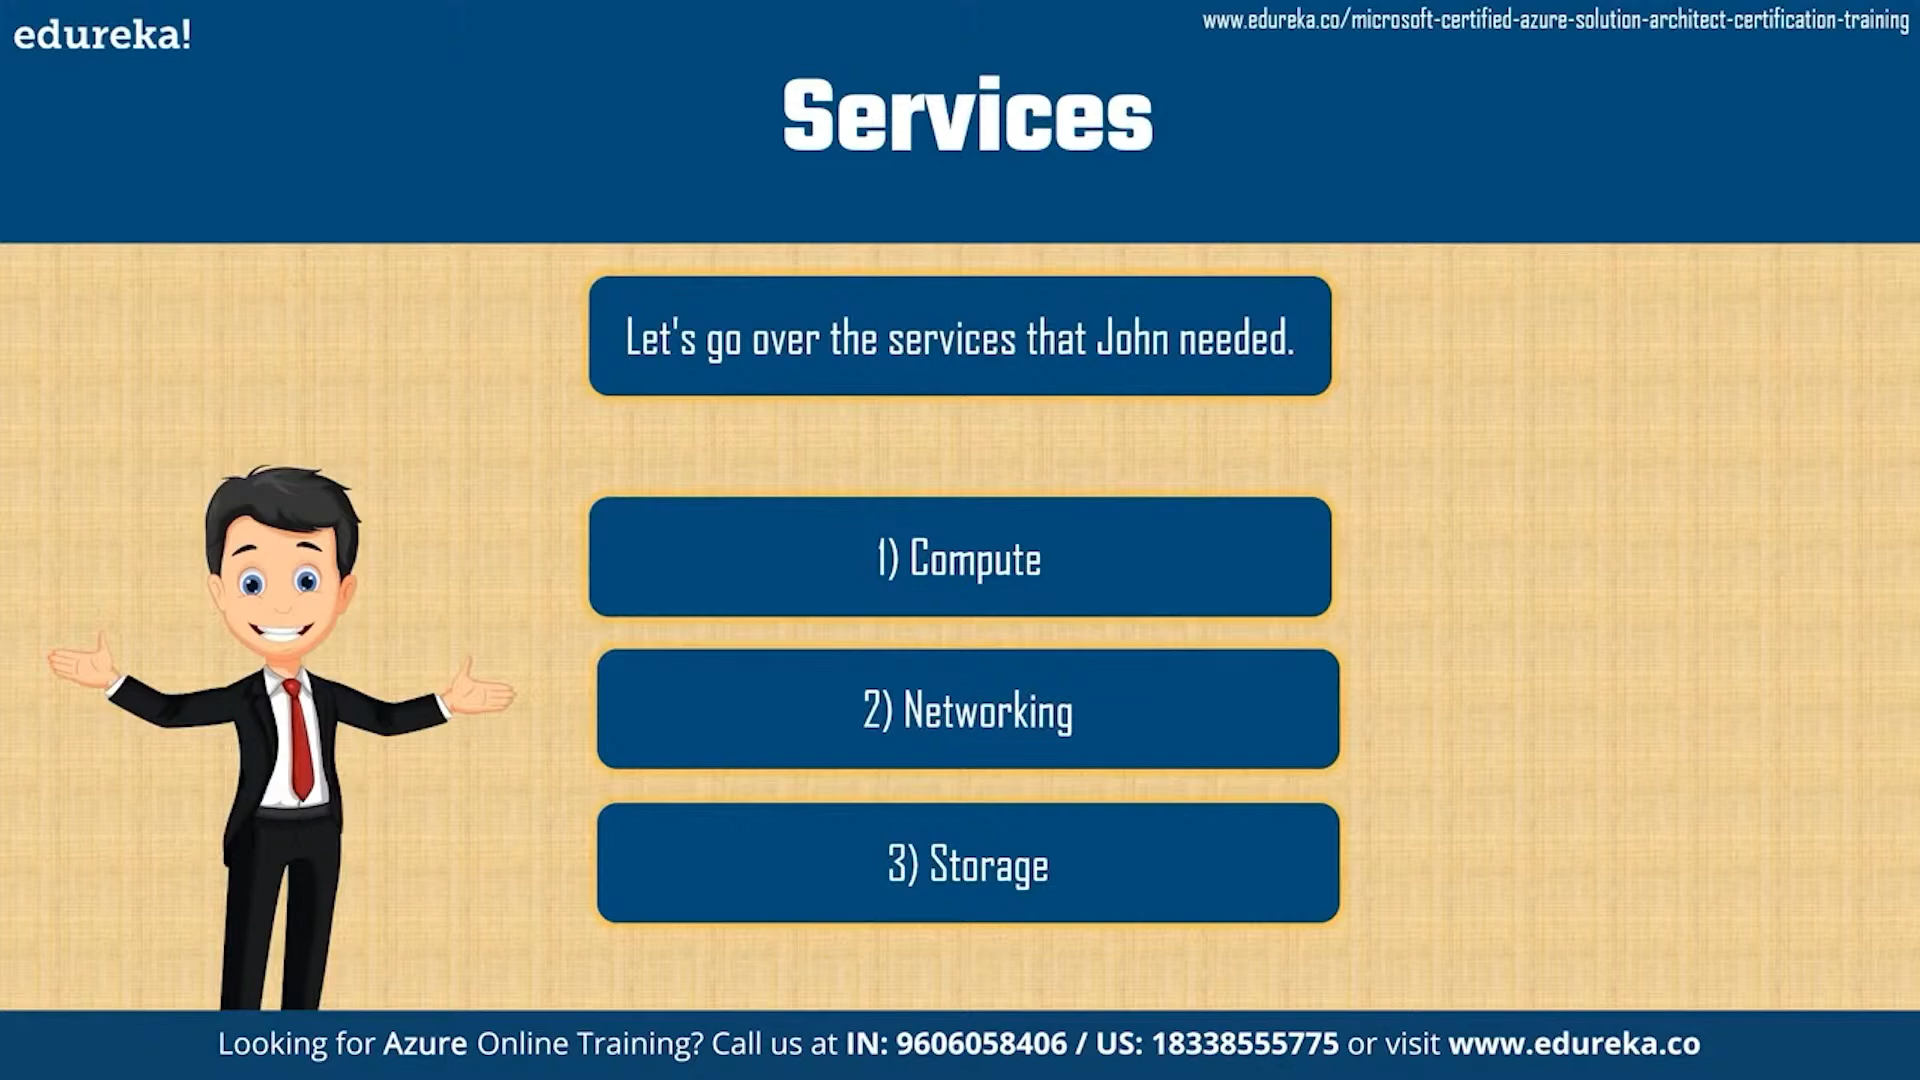 edureka!
www.edureka.co/microsoft-certified-azure-solution-architect-certification-training
Services
Let's go over the services that John needed.
1) Compute
2) Networking
3) Storage
Looking for Azure Online Training? Call us at IN: 9606058406 / US: 18338555775 or visit www.edureka.co